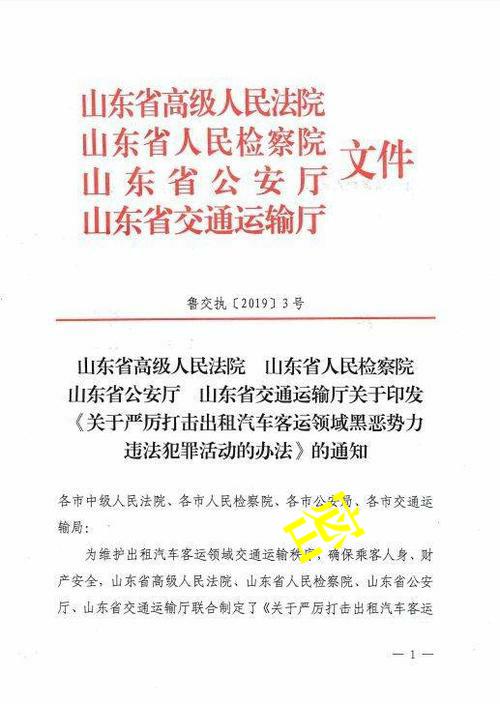 山东省高级人民法院
山东省人民检察院
山东省公安厅
山东省交通运输厅
文件
鲁交执〔2019〕3号
山东省高级人民法院 山东省人民检察院
山东省公安厅 山东省交通运输厅关于印发
《关于严厉打击出租汽车客运领域黑恶势力
违法犯罪活动的办法》的通知
各市中级人民法院、各市人民检察院、各市公安局、各市交通运
输局:
为维护出租汽车客运领域交通运输秩序,确保乘客人身、财
产安全,山东省高级人民法院、山东省人民检察院、山东省公安
厅、山东省交通运输厅联合制定了《关于严厉打击出租汽车客运
— 1 —